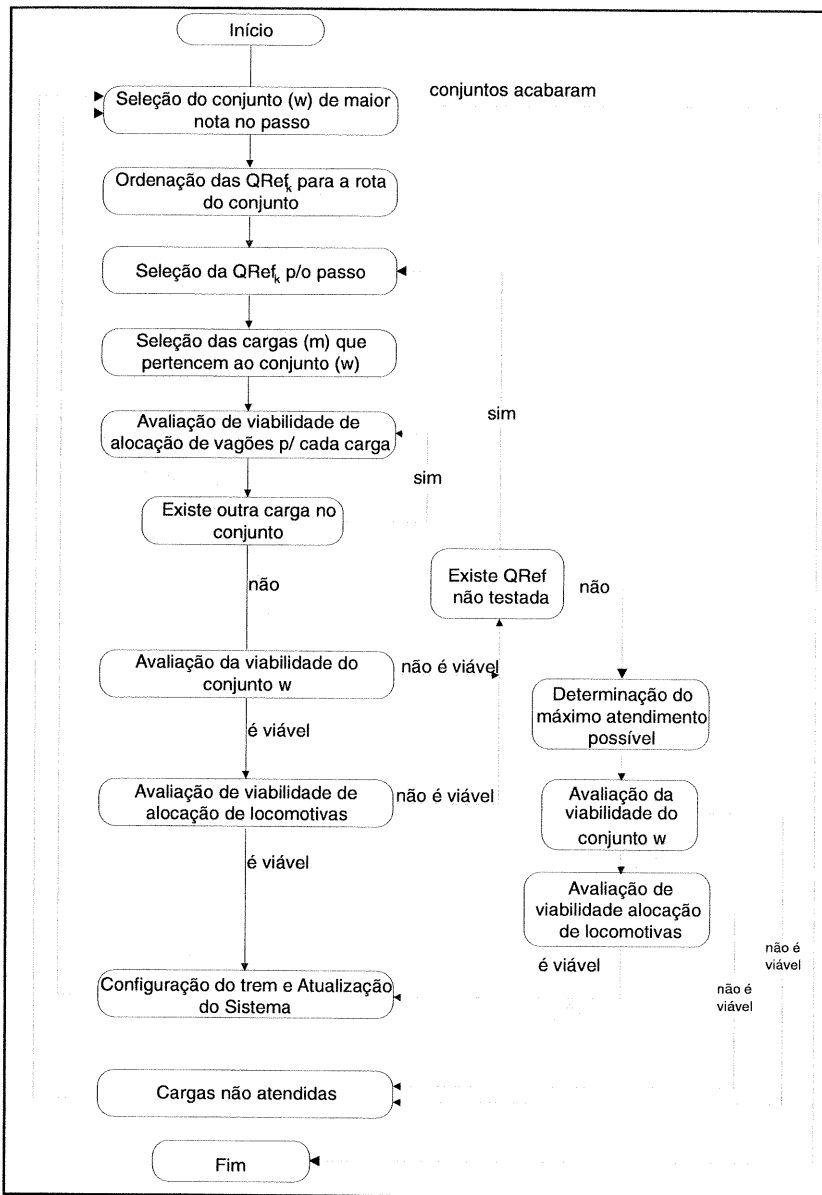 Início
conjuntos acabaram
Seleção do conjunto (w) de maior
nota no passo
Ordenação das QRefk para a rota
do conjunto
Seleção da QRefk p/o passo
Seleção das cargas (m) que
pertencem ao conjunto (w)
sim
Avaliação de viabilidade de
alocação de vagões p/ cada carga
sim
Existe outra carga no
conjunto
Existe QRef
não testada
não
não
Avaliação da viabilidade do
conjunto w
não é viável
Determinação do
máximo atendimento
possível
é viável
Avaliação de viabilidade de
alocação de locomotivas
não é viável
Avaliação da
viabilidade do
conjunto w
é viável
Avaliação de
viabilidade alocação
de locomotivas
é viável
não é
viável
não é
viável
Configuração do trem e Atualização
do Sistema
Cargas não atendidas
Fim